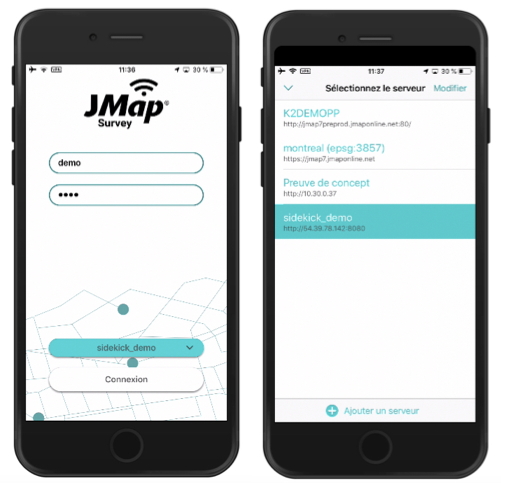 11:36
30 %
JMap®
Survey
demo
sidekick_demo
Connexion
11:37
30 %
Sélectionnez le serveur
Modifier
K2DEMOPP
http://jmap7preprod.jmaponline.net:80/
montreal (epsg 3857)
https://jmap7.jmaponline.net
Preuve de concept
http://10.30.0.37
sidekick_demo
http://54.39.78.142:8080
Ajouter un serveur